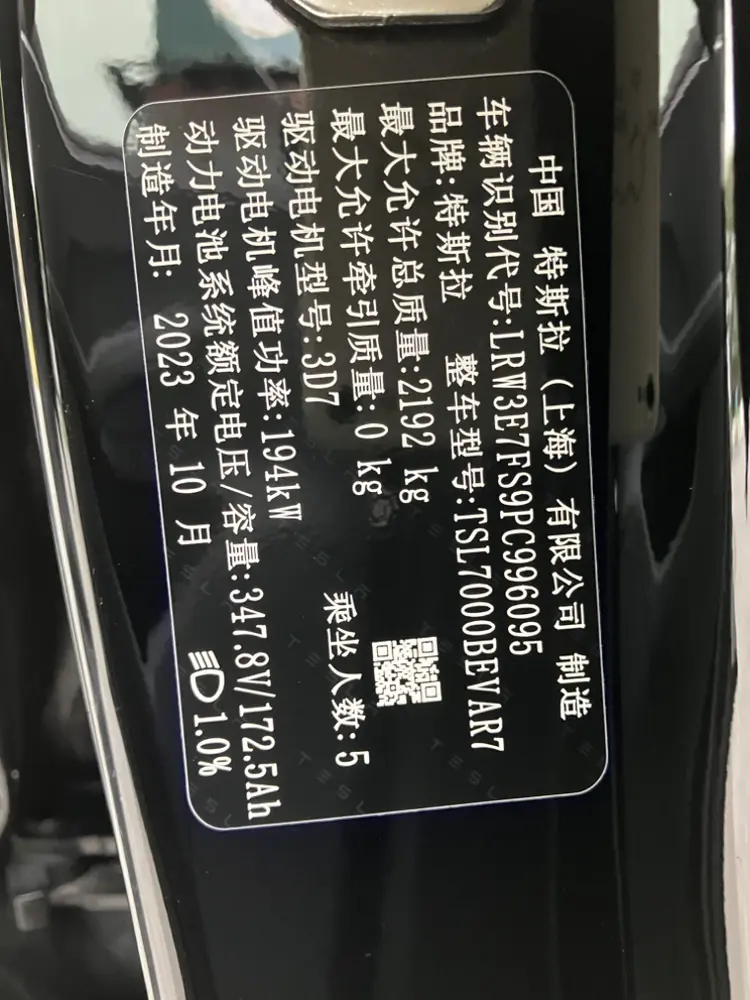 中国 特斯拉（上海）有限公司 制造
车辆识别代号:LRW3E7FS9PC996095
品牌:特斯拉 整车型号:TSL7000BEVAR7
最大允许总质量:2192 kg
最大允许牵引质量:0 kg
驱动电机型号:3D7 乘坐人数:5
驱动电机峰值功率:194kW
动力电池系统额定电压/容量:347.8V/172.5Ah
制造年月: 2023 年 10 月 1.0%
TESLA